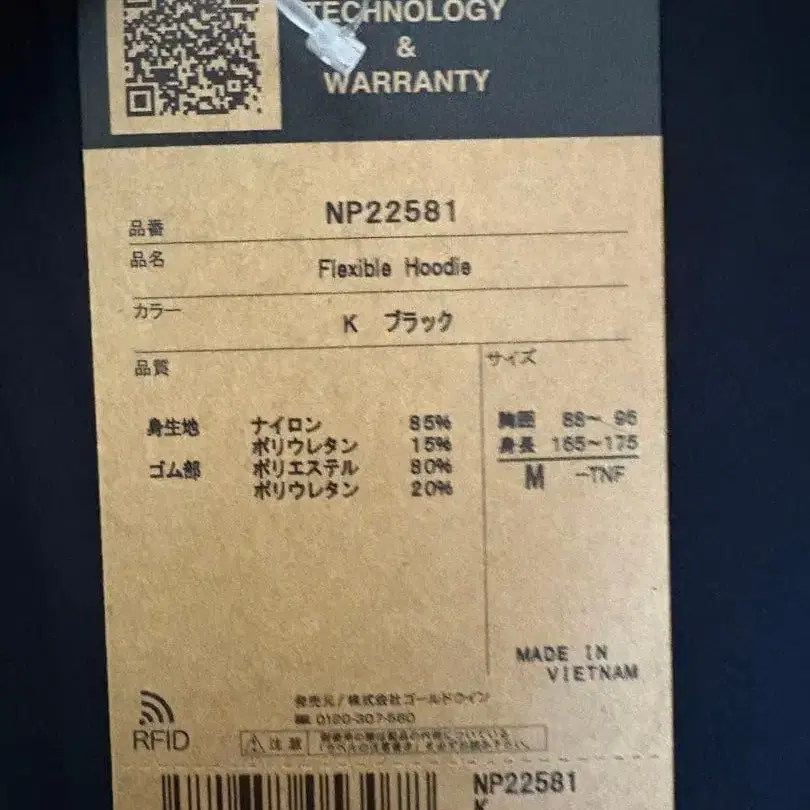 TECHNOLOGY
&
WARRANTY
品番 NP22581
品名 Flexible Hoodie
カラー K ブラック
品質
サイズ
身生地 ナイロン 85%
ポリウレタン 15%
ゴム部 ポリエステル 80%
ポリウレタン 20%
胸囲 88～ 96
身長 165～175
M -TNF
MADE IN
VIETNAM
発売元/株式会社ゴールドウイン
0120-307-560
RFID
注意
NP22581
K